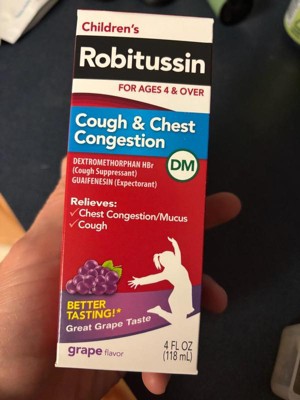 Children's
Robitussin
FOR AGES 4 & OVER
Cough & Chest
Congestion
DM
DEXTROMETHORPHAN HBr
(Cough Suppressant)
GUAIFENESIN (Expectorant)
Relieves:
✓Chest Congestion/Mucus
✓Cough
BETTER
TASTING!*
Great Grape Taste
grape flavor
4 FL OZ
(118 mL)